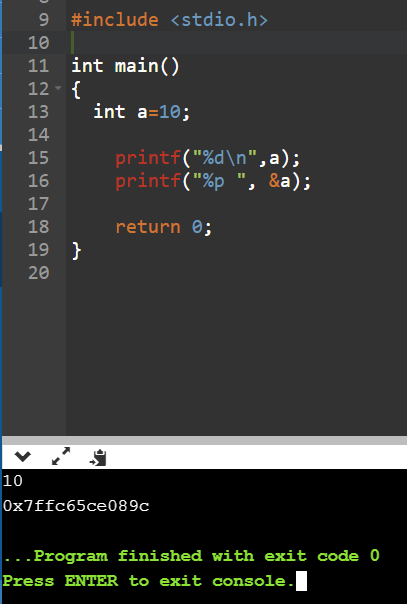 9 #include <stdio.h>
10
11 int main()
12 {
13 int a=10;
14
15 printf("%d\n",a);
16 printf("%p ", &a);
17
18 return 0;
19 }
20
10
0x7ffc65ce089c
...Program finished with exit code 0
Press ENTER to exit console.